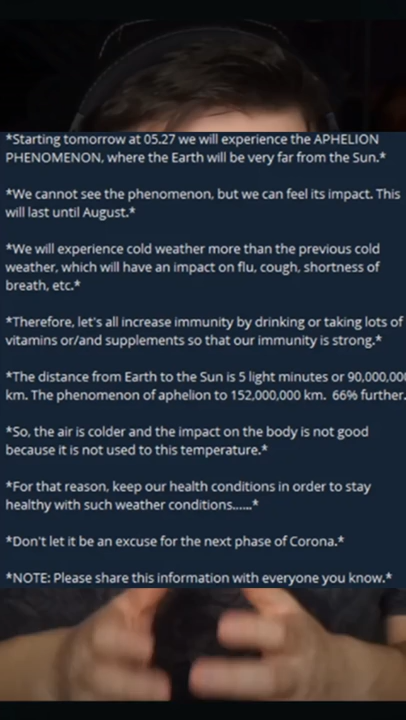 *Starting tomorrow at 05.27 we will experience the APHELION
PHENOMENON, where the Earth will be very far from the Sun.*
*We cannot see the phenomenon, but we can feel its impact. This
will last until August.*
*We will experience cold weather more than the previous cold
weather, which will have an impact on flu, cough, shortness of
breath, etc.*
*Therefore, let's all increase immunity by drinking or taking lots of
vitamins or/and supplements so that our immunity is strong.*
*The distance from Earth to the Sun is 5 light minutes or 90,000,000
km. The phenomenon of aphelion to 152,000,000 km. 66% further.
*So, the air is colder and the impact on the body is not good
because it is not used to this temperature.*
*For that reason, keep our health conditions in order to stay
healthy with such weather conditions......*
*Don't let it be an excuse for the next phase of Corona.*
*NOTE: Please share this information with everyone you know.*